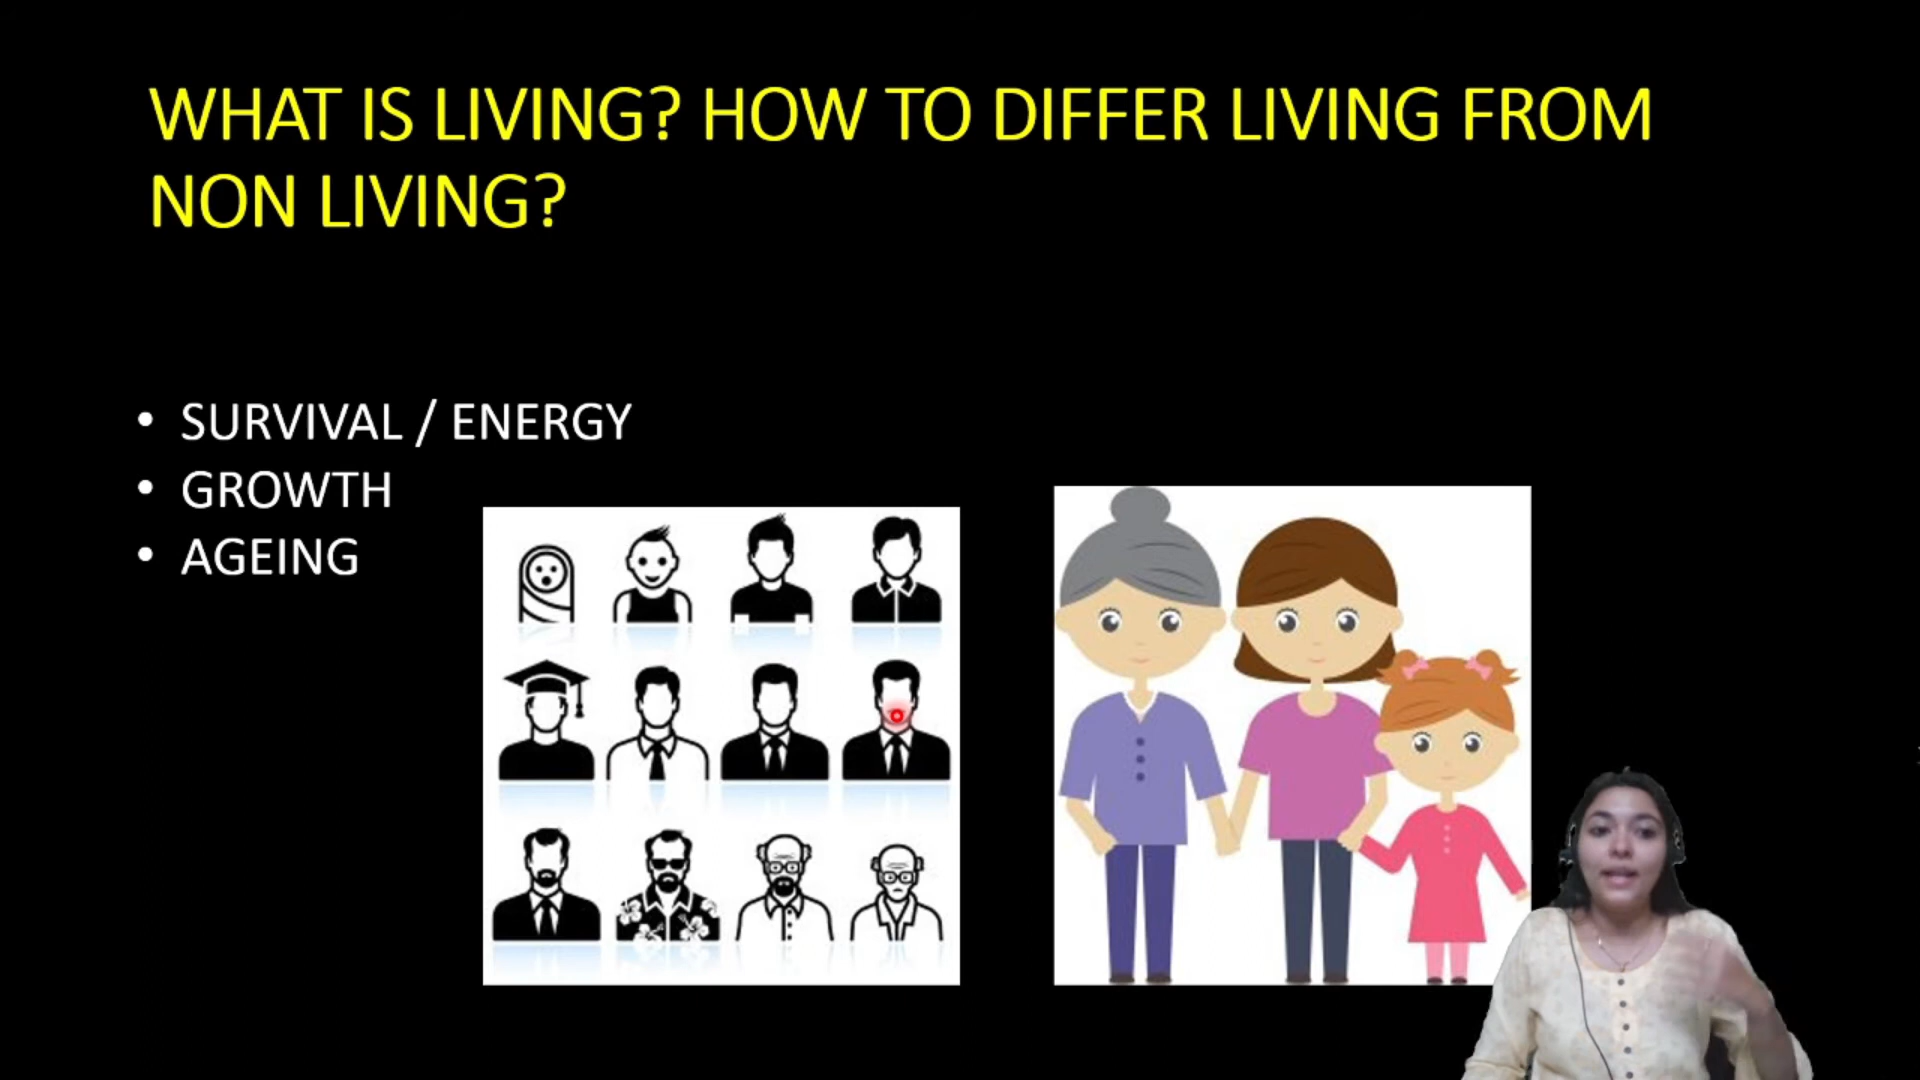 WHAT IS LIVING? HOW TO DIFFER LIVING FROM
NON LIVING?
• SURVIVAL / ENERGY
• GROWTH
• AGEING